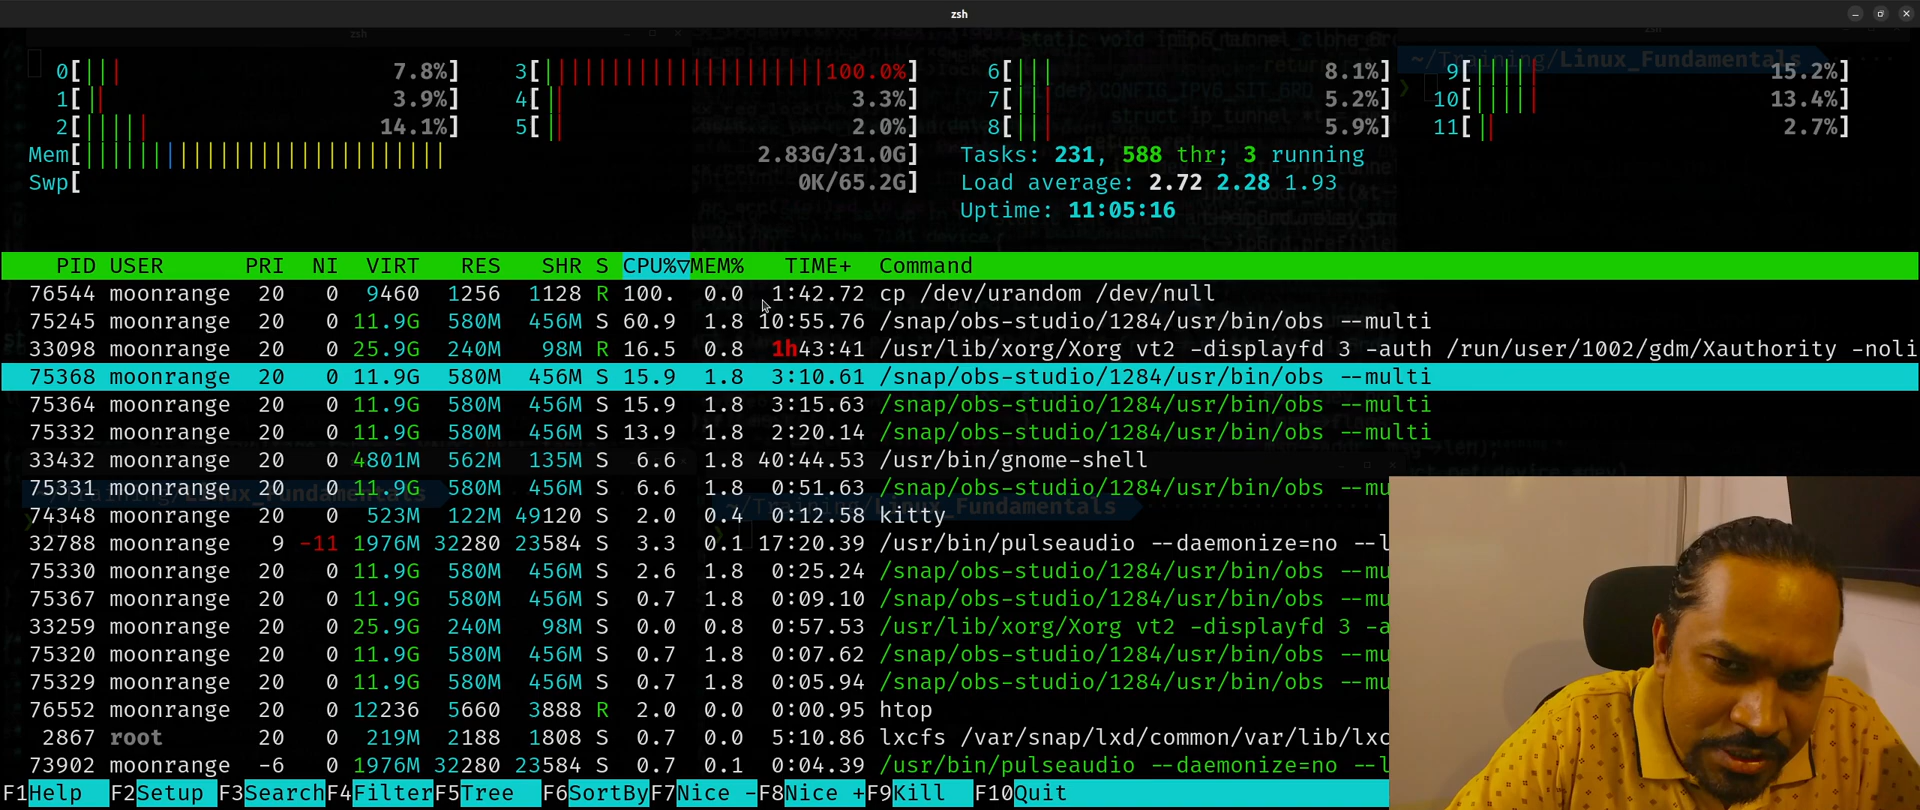 zsh
0[||| 7.8%] 3[||||||||||||||||||||100.0%] 6[||| 8.1%] 9[||||| 15.2%]
1[|| 3.9%] 4[|| 3.3%] 7[||| 5.2%] 10[||||| 13.4%]
2[||||| 14.1%] 5[|| 2.0%] 8[||| 5.9%] 11[|| 2.7%]
Mem[||||||||||||||||||||||||||| 2.83G/31.0G] Tasks: 231, 588 thr; 3 running
Swp[ 0K/65.2G] Load average: 2.72 2.28 1.93
Uptime: 11:05:16
PID USER PRI NI VIRT RES SHR S CPU%▽MEM% TIME+ Command
76544 moonrange 20 0 9460 1256 1128 R 100. 0.0 1:42.72 cp /dev/urandom /dev/null
75245 moonrange 20 0 11.9G 580M 456M S 60.9 1.8 10:55.76 /snap/obs-studio/1284/usr/bin/obs --multi
33098 moonrange 20 0 25.9G 240M 98M R 16.5 0.8 1h43:41 /usr/lib/xorg/Xorg vt2 -displayfd 3 -auth /run/user/1002/gdm/Xauthority -noli
75368 moonrange 20 0 11.9G 580M 456M S 15.9 1.8 3:10.61 /snap/obs-studio/1284/usr/bin/obs --multi
75364 moonrange 20 0 11.9G 580M 456M S 15.9 1.8 3:15.63 /snap/obs-studio/1284/usr/bin/obs --multi
75332 moonrange 20 0 11.9G 580M 456M S 13.9 1.8 2:20.14 /snap/obs-studio/1284/usr/bin/obs --multi
33432 moonrange 20 0 4801M 562M 135M S 6.6 1.8 40:44.53 /usr/bin/gnome-shell
75331 moonrange 20 0 11.9G 580M 456M S 6.6 1.8 0:51.63 /snap/obs-studio/1284/usr/bin/obs --mu
74348 moonrange 20 0 523M 122M 49120 S 2.0 0.4 0:12.58 kitty
32788 moonrange 9 -11 1976M 32280 23584 S 3.3 0.1 17:20.39 /usr/bin/pulseaudio --daemonize=no --l
75330 moonrange 20 0 11.9G 580M 456M S 2.6 1.8 0:25.24 /snap/obs-studio/1284/usr/bin/obs --mu
75367 moonrange 20 0 11.9G 580M 456M S 0.7 1.8 0:09.10 /snap/obs-studio/1284/usr/bin/obs --mu
33259 moonrange 20 0 25.9G 240M 98M S 0.0 0.8 0:57.53 /usr/lib/xorg/Xorg vt2 -displayfd 3 -a
75320 moonrange 20 0 11.9G 580M 456M S 0.7 1.8 0:07.62 /snap/obs-studio/1284/usr/bin/obs --mu
75329 moonrange 20 0 11.9G 580M 456M S 0.7 1.8 0:05.94 /snap/obs-studio/1284/usr/bin/obs --mu
76552 moonrange 20 0 12236 5660 3888 R 2.0 0.0 0:00.95 htop
2867 root 20 0 219M 2188 1808 S 0.7 0.0 5:10.86 lxcfs /var/snap/lxd/common/var/lib/lxc
73902 moonrange -6 0 1976M 32280 23584 S 0.7 0.1 0:04.39 /usr/bin/pulseaudio --daemonize=no --l
F1Help F2Setup F3SearchF4FilterF5Tree F6SortByF7Nice -F8Nice +F9Kill F10Quit
~/Training/Linux_Fundamentals
~/Training/Linux_Fundamentals